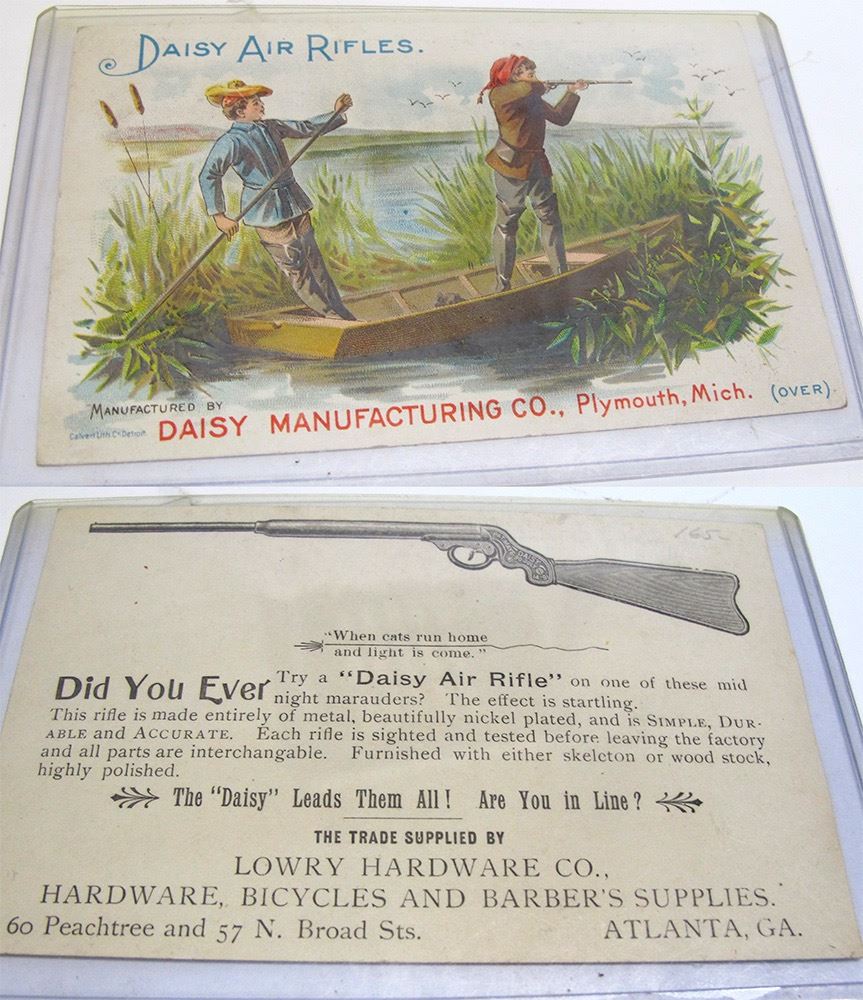 DAISY AIR RIFLES.
MANUFACTURED BY
Calvert Lith. Co. Detroit.
DAISY MANUFACTURING CO., Plymouth, Mich. (OVER).
"When cats run home
and light is come."
Did You Ever Try a "Daisy Air Rifle" on one of these mid
night marauders? The effect is startling.
This rifle is made entirely of metal, beautifully nickel plated, and is SIMPLE, DUR-
ABLE and ACCURATE. Each rifle is sighted and tested before leaving the factory
and all parts are interchangable. Furnished with either skelcton or wood stock,
highly polished.
The "Daisy" Leads Them All! Are You in Line?
THE TRADE SUPPLIED BY
LOWRY HARDWARE CO.,
HARDWARE, BICYCLES AND BARBER'S SUPPLIES.
60 Peachtree and 57 N. Broad Sts. ATLANTA, GA.